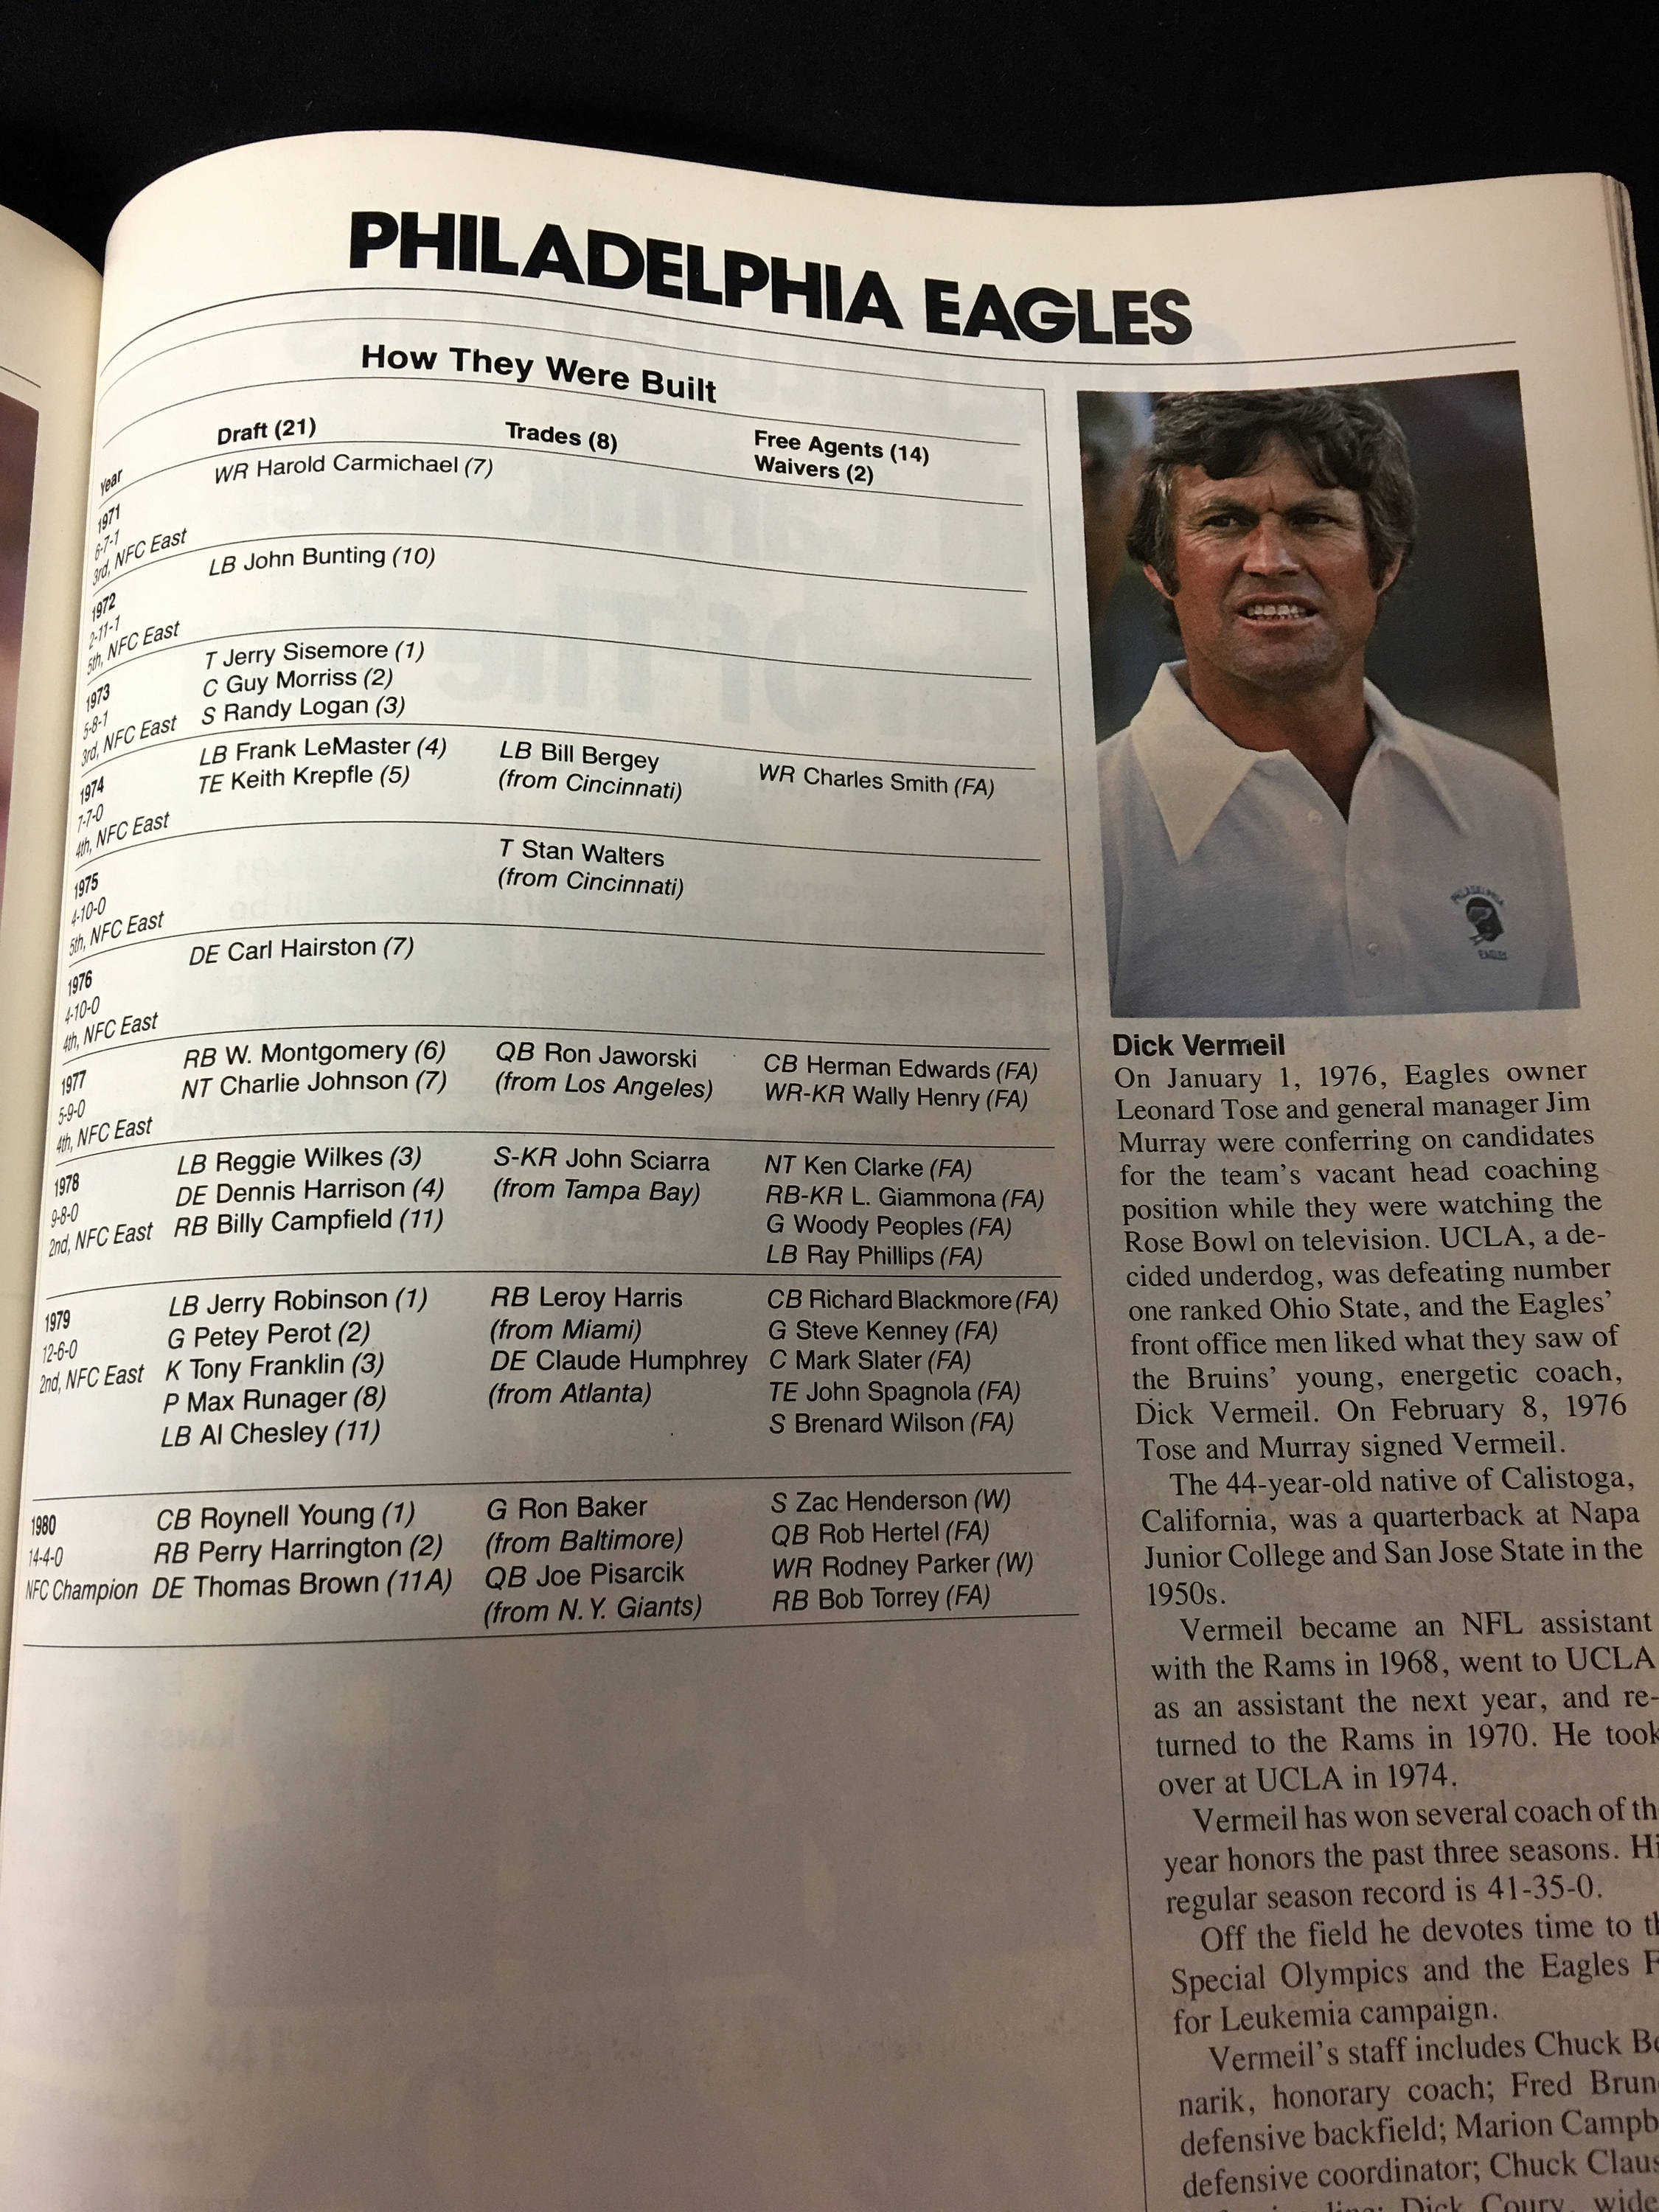 PHILADELPHIA EAGLES
How They Were Built
Year
Draft (21)
Trades (8)
Free Agents (14)
Waivers (2)
1971
6-7-1
3rd, NFC East
WR Harold Carmichael (7)
1972
2-11-1
5th, NFC East
LB John Bunting (10)
1973
5-8-1
3rd, NFC East
T Jerry Sisemore (1)
C Guy Morriss (2)
S Randy Logan (3)
1974
7-7-0
4th, NFC East
LB Frank LeMaster (4)
TE Keith Krepfle (5)
LB Bill Bergey
(from Cincinnati)
WR Charles Smith (FA)
1975
4-10-0
5th, NFC East
T Stan Walters
(from Cincinnati)
1976
4-10-0
4th, NFC East
DE Carl Hairston (7)
1977
5-9-0
4th, NFC East
RB W. Montgomery (6)
NT Charlie Johnson (7)
QB Ron Jaworski
(from Los Angeles)
CB Herman Edwards (FA)
WR-KR Wally Henry (FA)
1978
9-8-0
2nd, NFC East
LB Reggie Wilkes (3)
DE Dennis Harrison (4)
RB Billy Campfield (11)
S-KR John Sciarra
(from Tampa Bay)
NT Ken Clarke (FA)
RB-KR L. Giammona (FA)
G Woody Peoples (FA)
LB Ray Phillips (FA)
1979
12-6-0
2nd, NFC East
LB Jerry Robinson (1)
G Petey Perot (2)
K Tony Franklin (3)
P Max Runager (8)
LB Al Chesley (11)
RB Leroy Harris
(from Miami)
DE Claude Humphrey
(from Atlanta)
CB Richard Blackmore (FA)
G Steve Kenney (FA)
C Mark Slater (FA)
TE John Spagnola (FA)
S Brenard Wilson (FA)
1980
14-4-0
NFC Champion
CB Roynell Young (1)
RB Perry Harrington (2)
DE Thomas Brown (11A)
G Ron Baker
(from Baltimore)
QB Joe Pisarcik
(from N.Y. Giants)
S Zac Henderson (W)
QB Rob Hertel (FA)
WR Rodney Parker (W)
RB Bob Torrey (FA)
PHILADELPHIA
EAGLES
Dick Vermeil
On January 1, 1976, Eagles owner
Leonard Tose and general manager Jim
Murray were conferring on candidates
for the team's vacant head coaching
position while they were watching the
Rose Bowl on television. UCLA, a de-
cided underdog, was defeating number
one ranked Ohio State, and the Eagles'
front office men liked what they saw of
the Bruins' young, energetic coach,
Dick Vermeil. On February 8, 1976
Tose and Murray signed Vermeil.
The 44-year-old native of Calistoga,
California, was a quarterback at Napa
Junior College and San Jose State in the
1950s.
Vermeil became an NFL assistant
with the Rams in 1968, went to UCLA
as an assistant the next year, and re-
turned to the Rams in 1970. He took
over at UCLA in 1974.
Vermeil has won several coach of th
year honors the past three seasons. Hi
regular season record is 41-35-0.
Off the field he devotes time to th
Special Olympics and the Eagles F
for Leukemia campaign.
Vermeil's staff includes Chuck Be
narik, honorary coach; Fred Brun
defensive backfield; Marion Campb
defensive coordinator; Chuck Claus
line; Dick Coury, wide